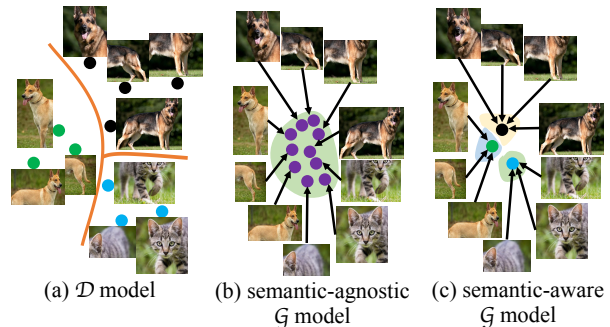 (a) 𝒟 model
(b) semantic-agnostic
𝒢 model
(c) semantic-aware
𝒢 model